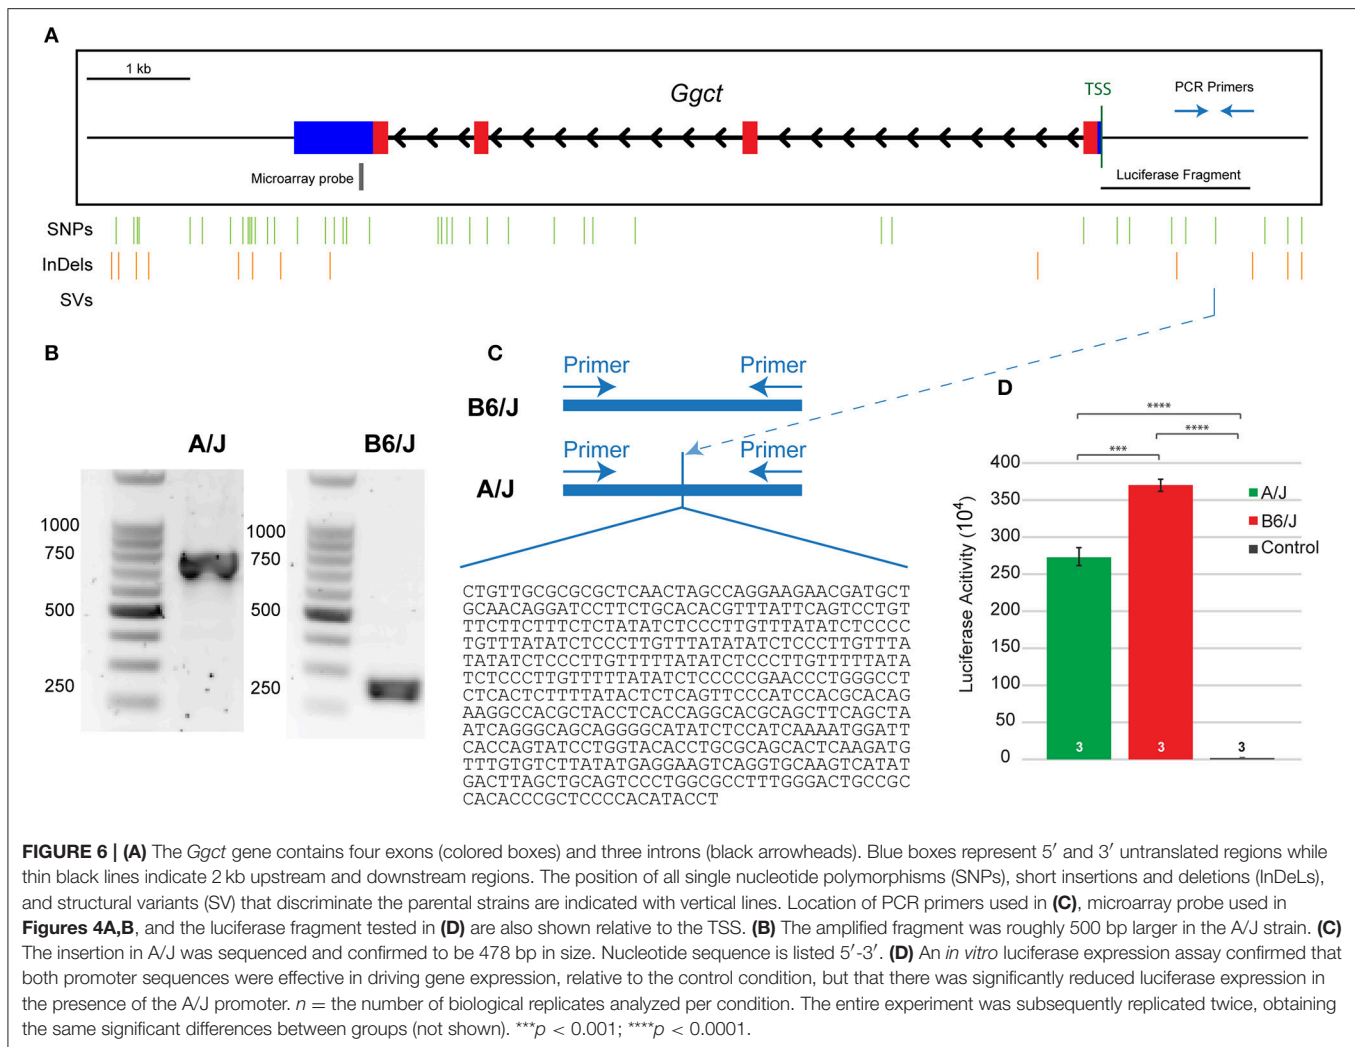 A
1 kb
Ggct
TSS
PCR Primers
Microarray probe
Luciferase Fragment
SNPs
InDels
SVs
B
A/J
B6/J
1000
750
500
250
1000
750
500
250
C
Primer
Primer
B6/J
Primer
Primer
A/J
CTGTTGCGCGCGCTCAACTAGCCAGGAAGAACGATGCT
GCAACAGGATCCTTCTGCACACGTTTATTCAGTCCTGT
TTCTTCTTTCTCTATATCTCCCTTGTTTATATCTCCCC
TGTTTATATCTCCCTTGTTTATATATCTCCCTTGTTTA
TATATCTCCCTTGTTTTTATATCTCCCTTGTTTTTATA
TCTCCCTTGTTTTTATATCTCCCCCGAACCCTGGGCCT
CTCACTCTTTTATACTCTCAGTTCCCATCCACGCACAG
AAGGCCACGCTACCTCACCAGGCACGCAGCTTCAGCTA
ATCAGGGCAGCAGGGGCATATCTCCATCAAAATGGATT
CACCAGTATCCTGGTACACCTGCGCAGCACTCAAGATG
TTTGTGTCTTATATGAGGAAGTCAGGTGCAAGTCATAT
GACTTAGCTGCAGTCCCTGGCGCCTTTGGGACTGCCGC
CACACCCGCTCCCCACATACCT
D
****
****
***
Luciferase Acitivity (10⁴)
400
350
300
250
200
150
100
50
0
A/J
B6/J
Control
3
3
3
FIGURE 6 | (A) The Ggct gene contains four exons (colored boxes) and three introns (black arrowheads). Blue boxes represent 5′ and 3′ untranslated regions while
thin black lines indicate 2 kb upstream and downstream regions. The position of all single nucleotide polymorphisms (SNPs), short insertions and deletions (InDeLs),
and structural variants (SV) that discriminate the parental strains are indicated with vertical lines. Location of PCR primers used in (C), microarray probe used in
Figures 4A,B, and the luciferase fragment tested in (D) are also shown relative to the TSS. (B) The amplified fragment was roughly 500 bp larger in the A/J strain. (C)
The insertion in A/J was sequenced and confirmed to be 478 bp in size. Nucleotide sequence is listed 5′-3′. (D) An in vitro luciferase expression assay confirmed that
both promoter sequences were effective in driving gene expression, relative to the control condition, but that there was significantly reduced luciferase expression in
the presence of the A/J promoter. n = the number of biological replicates analyzed per condition. The entire experiment was subsequently replicated twice, obtaining
the same significant differences between groups (not shown). ***p < 0.001; ****p < 0.0001.